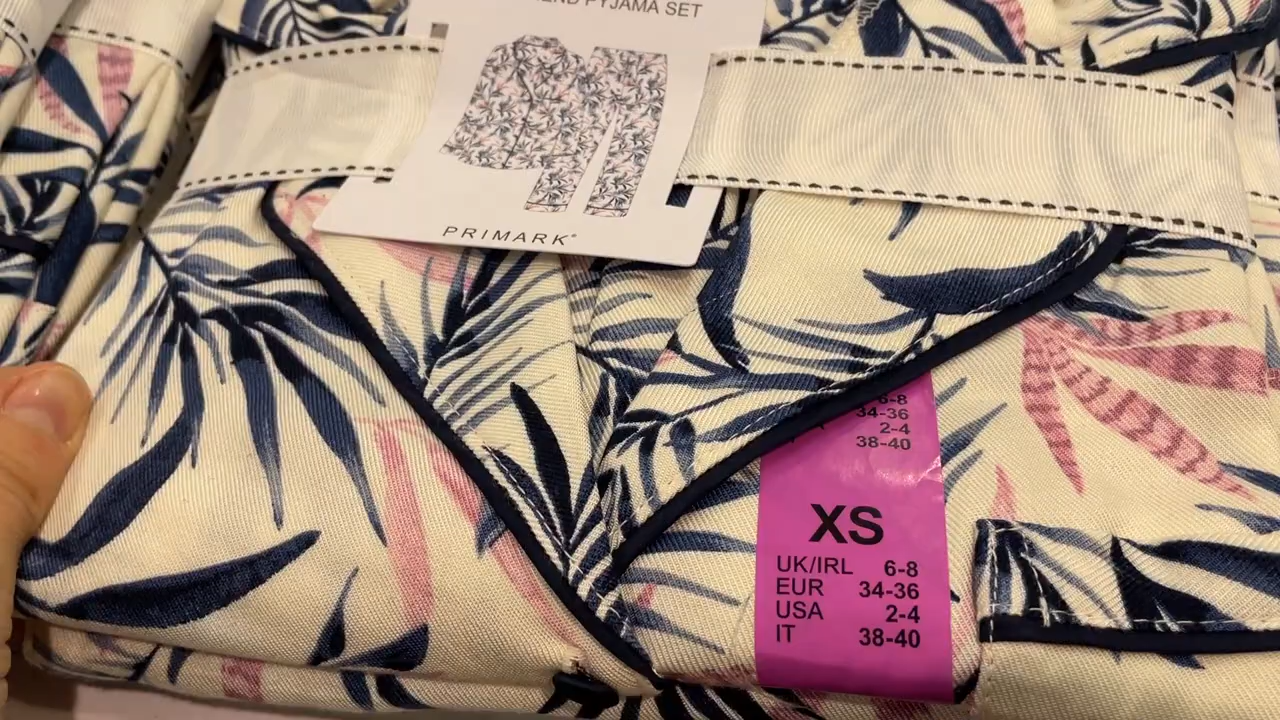 PYJAMA SET
PRIMARK
6-8
34-36
2-4
38-40
XS
UK/IRL 6-8
EUR 34-36
USA 2-4
IT 38-40